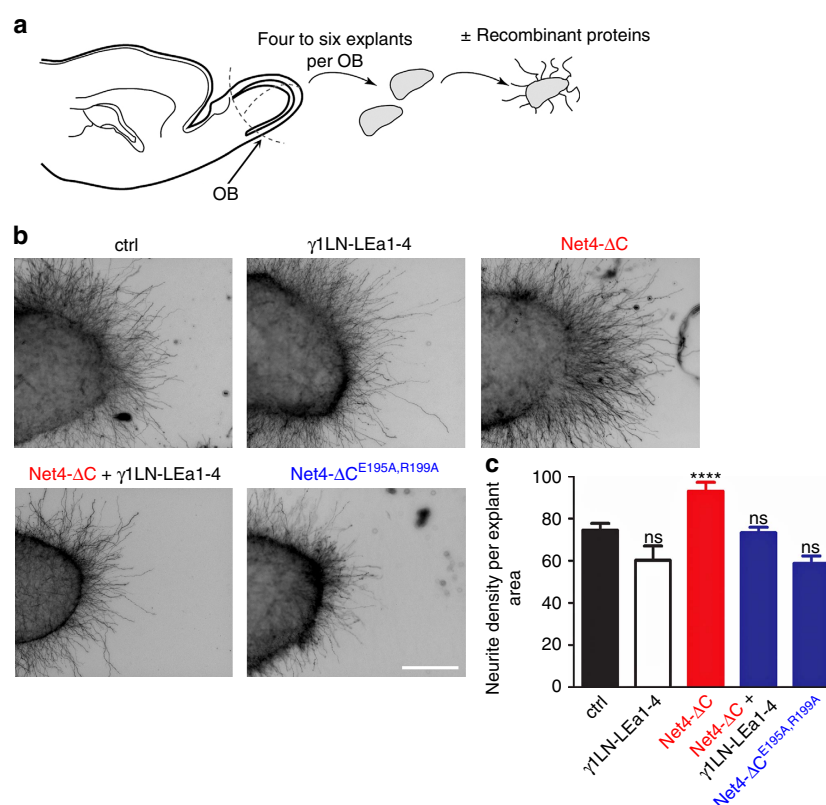 a
Four to six explants
per OB
± Recombinant proteins
OB
b
ctrl
γ1LN-LEa1-4
Net4-ΔC
Net4-ΔC + γ1LN-LEa1-4
Net4-ΔC^E195A,R199A
c
Neurite density per explant
area
100
80
60
40
20
0
ns
****
ns
ns
ctrl
γ1LN-LEa1-4
Net4-ΔC
Net4-ΔC +
γ1LN-LEa1-4
Net4-ΔC^E195A,R199A